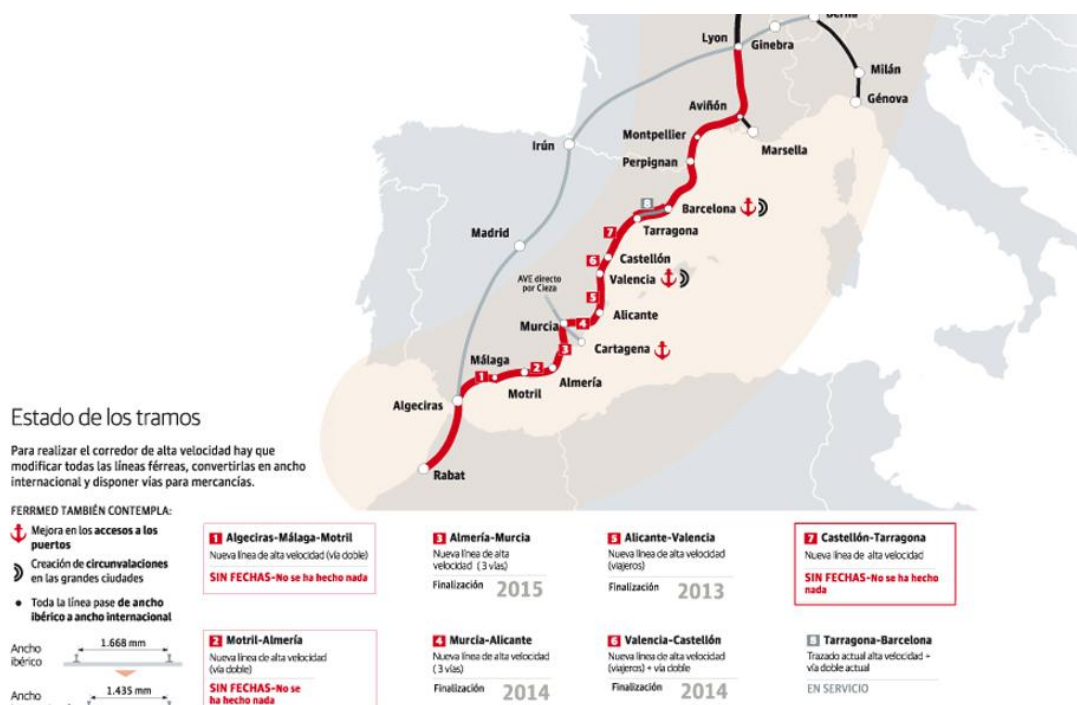 Berna
Lyon
Ginebra
Milán
Génova
Aviñón
Marsella
Montpellier
Irún
Perpignan
8
Barcelona
Tarragona
7
Madrid
6
Castellón
Valencia
AVE directo
por Cieza
5
Alicante
Murcia
4
Cartagena
3
Málaga
1
2
Almería
Motril
Algeciras
Rabat
Estado de los tramos
Para realizar el corredor de alta velocidad hay que
modificar todas las líneas férreas, convertirlas en ancho
internacional y disponer vías para mercancías.
FERRMED TAMBIÉN CONTEMPLA:
Mejora en los accesos a los
puertos
Creación de circunvalaciones
en las grandes ciudades
• Toda la línea pase de ancho
ibérico a ancho internacional
Ancho
ibérico
1.668 mm
Ancho
1.435 mm
1 Algeciras-Málaga-Motril
Nueva línea de alta velocidad (vía doble)
SIN FECHAS-No se ha hecho nada
2 Motril-Almería
Nueva línea de alta velocidad
(vía doble)
SIN FECHAS-No se
ha hecho nada
3 Almería-Murcia
Nueva línea de alta
velocidad (3 vías)
Finalización 2015
4 Murcia-Alicante
Nueva línea de alta velocidad
(3 vías)
Finalización 2014
5 Alicante-Valencia
Nueva línea de alta velocidad
(viajeros)
Finalización 2013
6 Valencia-Castellón
Nueva línea de alta velocidad
(viajeros) + vía doble
Finalización 2014
7 Castellón-Tarragona
Nueva línea de alta velocidad
SIN FECHAS-No se ha hecho
nada
8 Tarragona-Barcelona
Trazado actual alta velocidad +
vía doble actual
EN SERVICIO